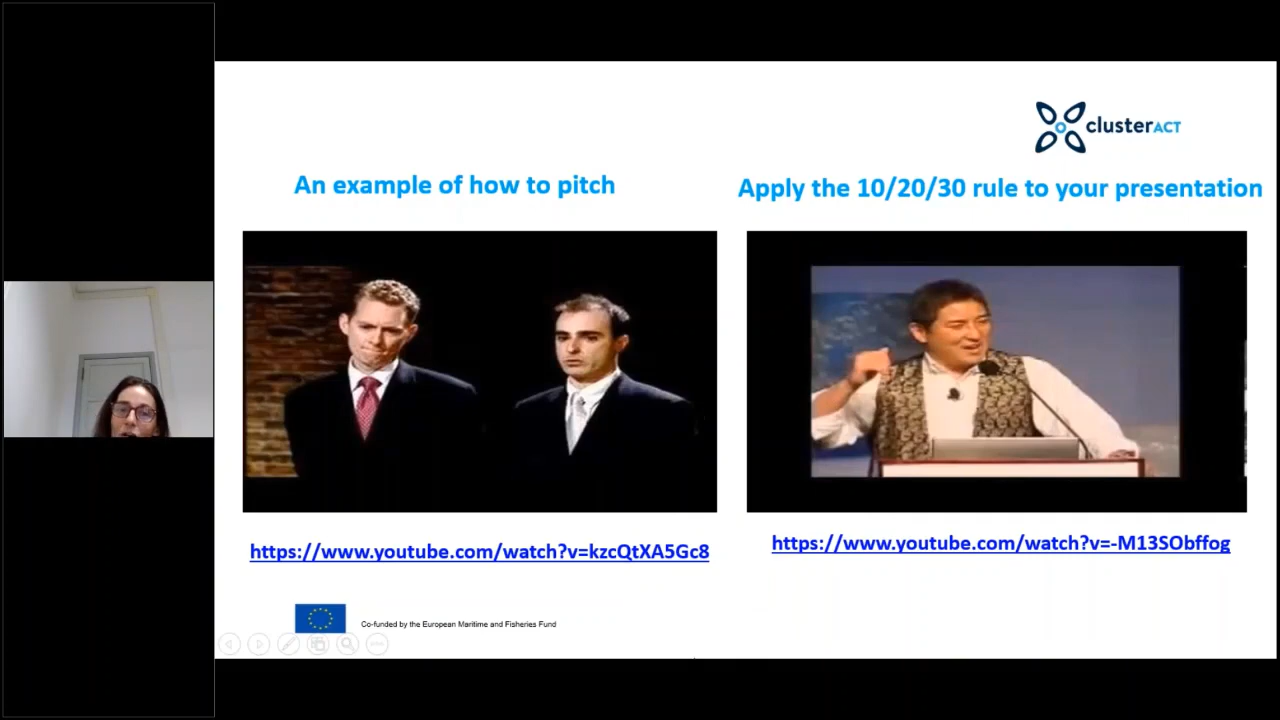 clusterACT
An example of how to pitch
Apply the 10/20/30 rule to your presentation
https://www.youtube.com/watch?v=kzcQtXA5Gc8
https://www.youtube.com/watch?v=-M13SObffog
Co-funded by the European Maritime and Fisheries Fund